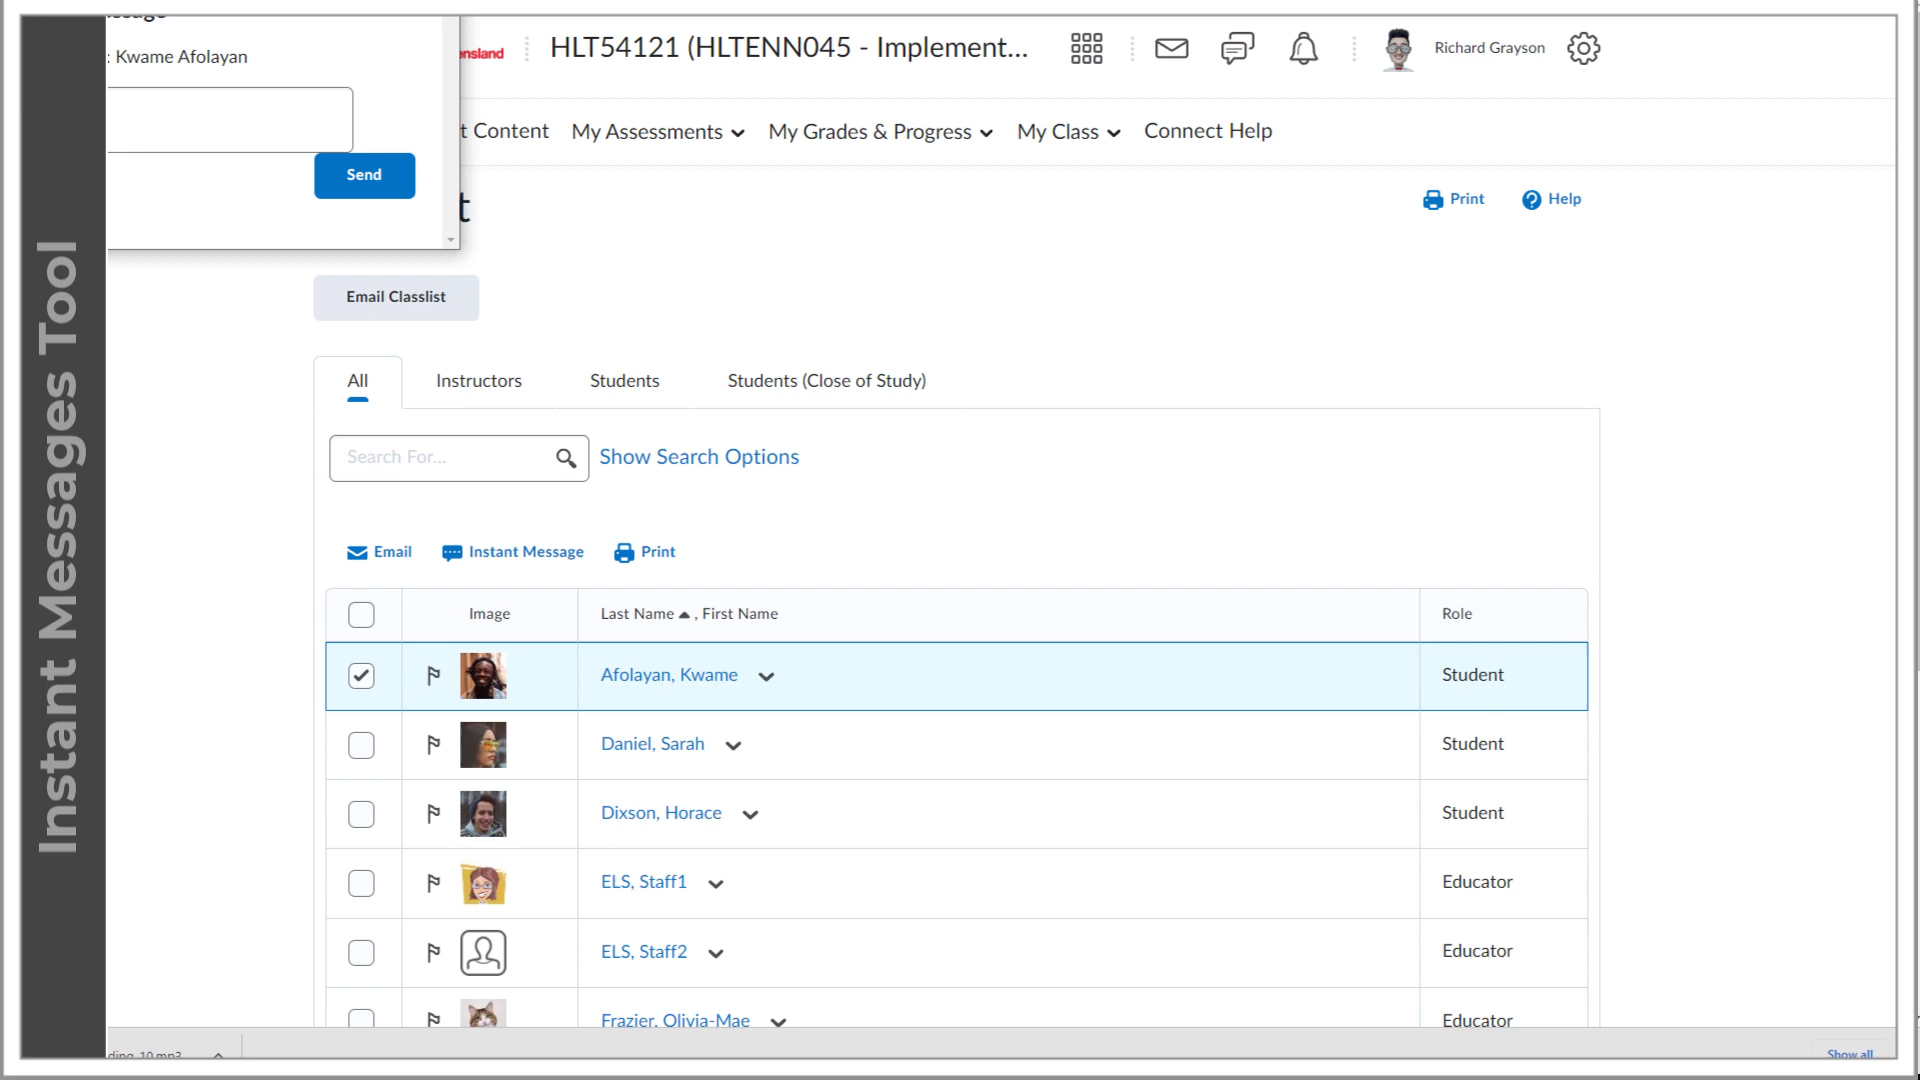 Instant Messages Tool
: Kwame Afolayan
Send
HLT54121 (HLTENN045 - Implement...
Richard Grayson
t Content
My Assessments
My Grades & Progress
My Class
Connect Help
t
Print
Help
Email Classlist
All
Instructors
Students
Students (Close of Study)
Search For...
Show Search Options
Email
Instant Message
Print
Image
Last Name , First Name
Role
Afolayan, Kwame
Student
Daniel, Sarah
Student
Dixson, Horace
Student
ELS, Staff1
Educator
ELS, Staff2
Educator
Frazier, Olivia-Mae
Educator
Show all